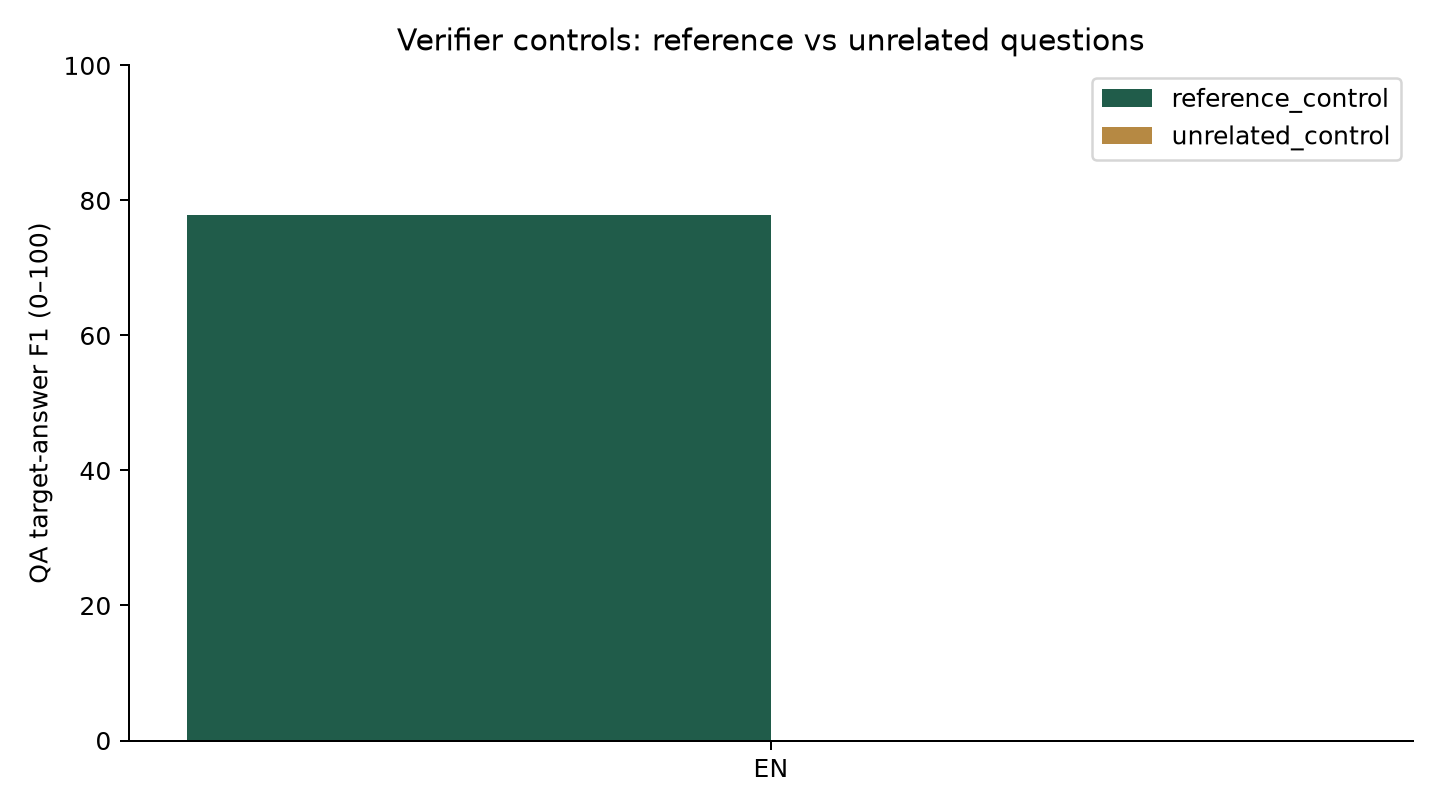 Verifier controls: reference vs unrelated questions
reference_control
unrelated_control
QA target-answer F1 (0–100)
100
80
60
40
20
0
EN